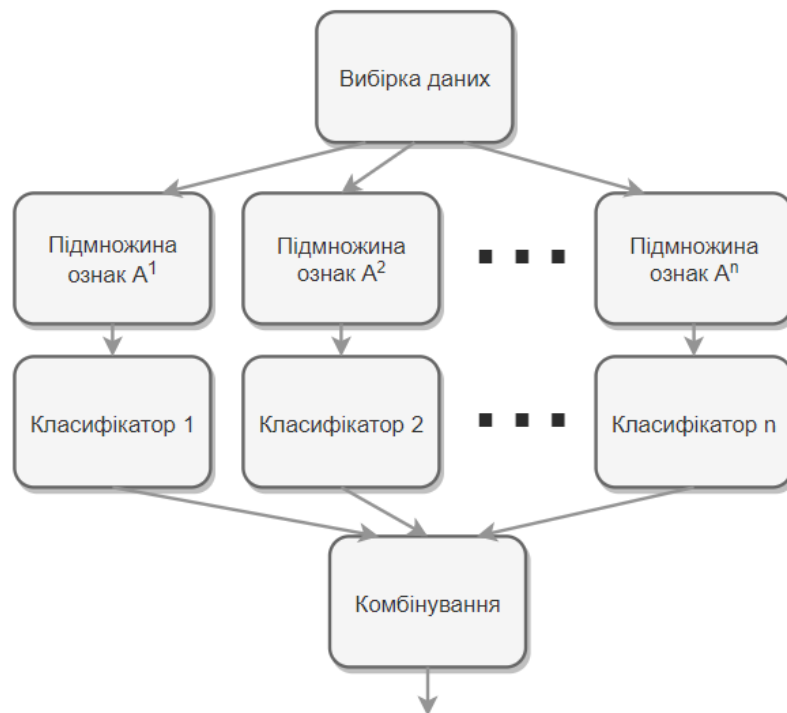 Вибірка даних
Підмножина
ознак A¹
Підмножина
ознак A²
Підмножина
ознак Aⁿ
Класифікатор 1
Класифікатор 2
Класифікатор n
Комбінування